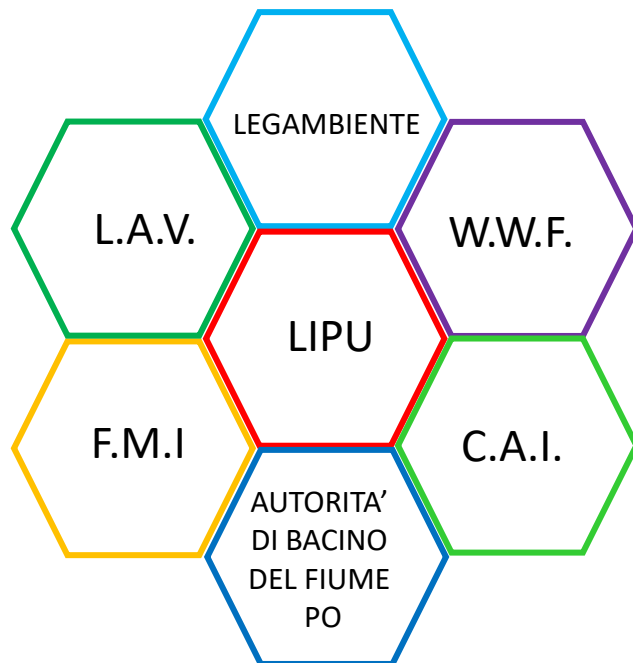 LEGAMBIENTE
L.A.V.
W.W.F.
LIPU
F.M.I
C.A.I.
AUTORITA’
DI BACINO
DEL FIUME
PO